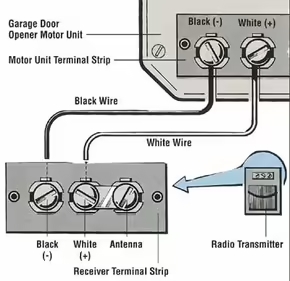 Garage Door
Opener Motor Unit
Black (-)
White (+)
Motor Unit Terminal Strip
Black Wire
White Wire
Black
(-)
White
(+)
Antenna
Radio Transmitter
Receiver Terminal Strip